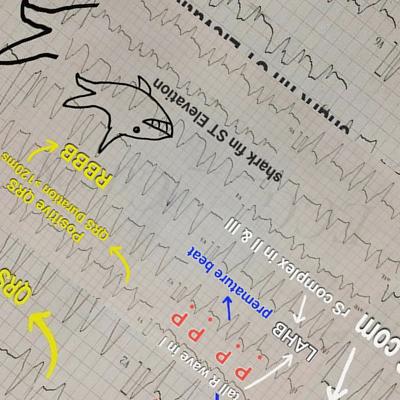 .com
tall R wave in I
LAHB
rS complex in II & III
P P
P P
P P
premature beat
QRS
QRS Duration >120ms
Positive QRS
RBBB
shark fin ST Elevation